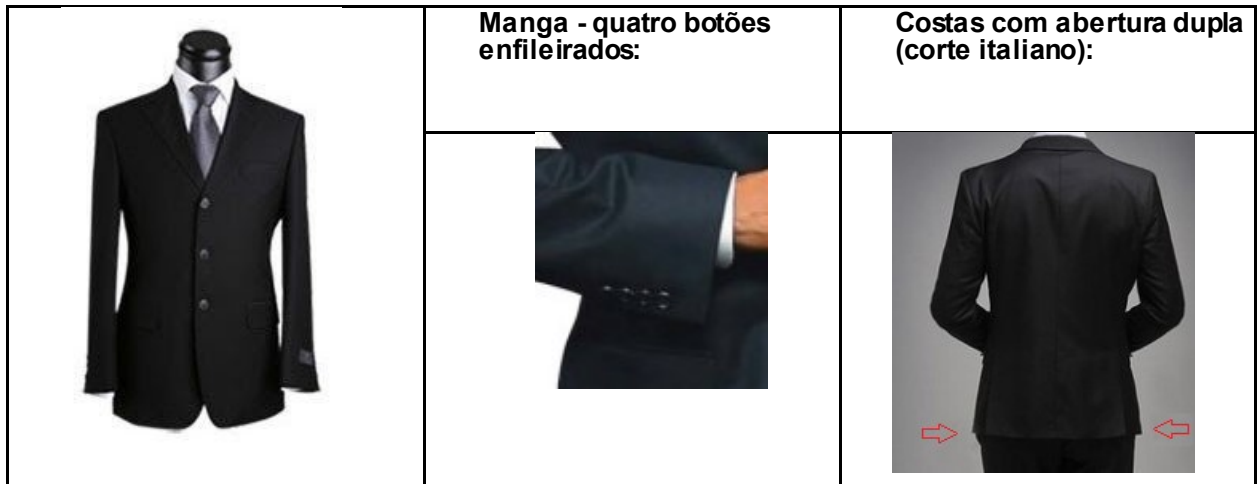 Manga - quatro botões
enfileirados:
Costas com abertura dupla
(corte italiano):